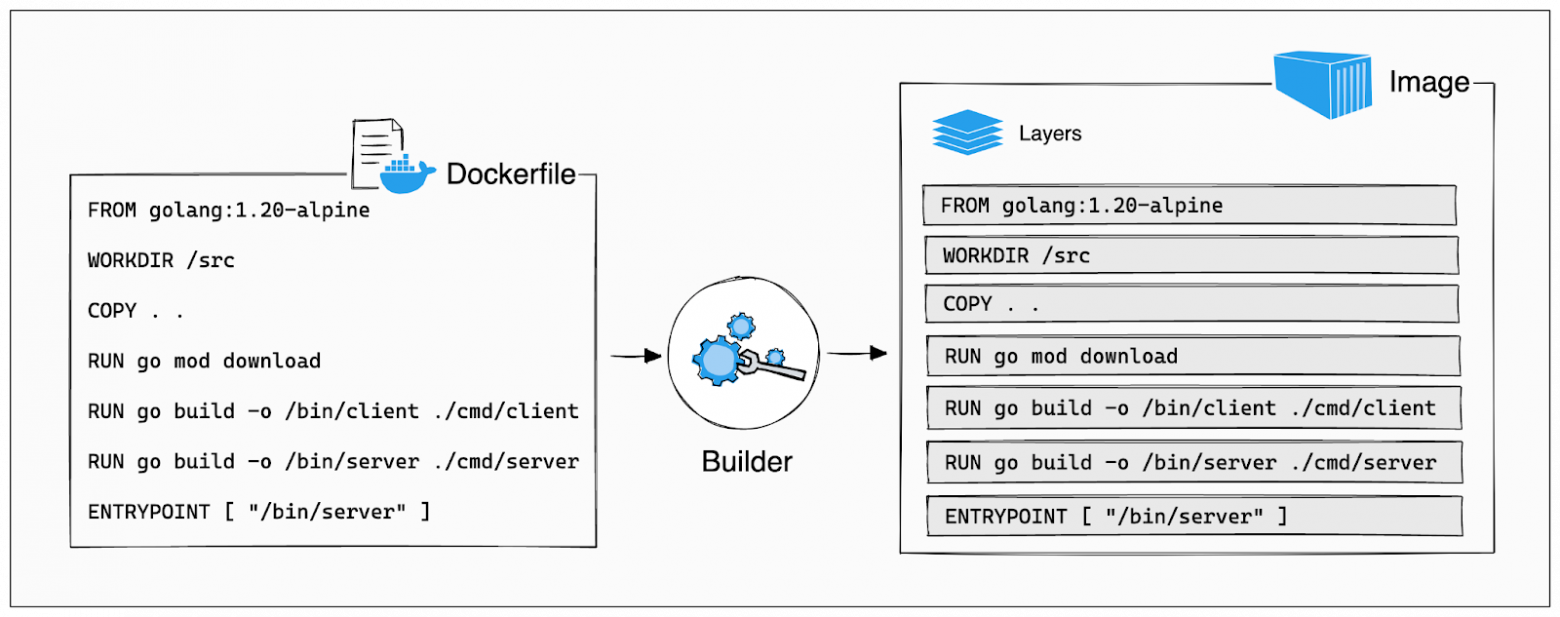 Dockerfile
FROM golang:1.20-alpine
WORKDIR /src
COPY . .
RUN go mod download
RUN go build -o /bin/client ./cmd/client
RUN go build -o /bin/server ./cmd/server
ENTRYPOINT [ "/bin/server" ]
Builder
Image
Layers
FROM golang:1.20-alpine
WORKDIR /src
COPY . .
RUN go mod download
RUN go build -o /bin/client ./cmd/client
RUN go build -o /bin/server ./cmd/server
ENTRYPOINT [ "/bin/server" ]